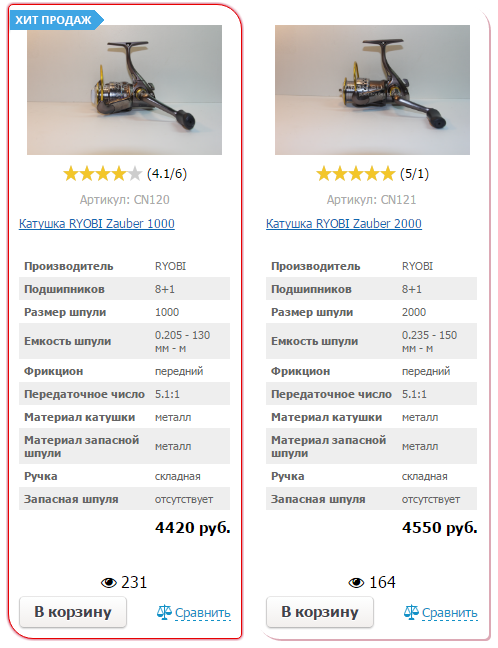 ХИТ ПРОДАЖ
(4.1/6)
Артикул: CN120
Катушка RYOBI Zauber 1000
Производитель RYOBI
Подшипников 8+1
Размер шпули 1000
Емкость шпули 0.205 - 130
мм - м
Фрикцион передний
Передаточное число 5.1:1
Материал катушки металл
Материал запасной
шпули металл
Ручка складная
Запасная шпуля отсутствует
4420 руб.
231
В корзину Сравнить
(5/1)
Артикул: CN121
Катушка RYOBI Zauber 2000
Производитель RYOBI
Подшипников 8+1
Размер шпули 2000
Емкость шпули 0.235 - 150
мм - м
Фрикцион передний
Передаточное число 5.1:1
Материал катушки металл
Материал запасной
шпули металл
Ручка складная
Запасная шпуля отсутствует
4550 руб.
164
В корзину Сравнить